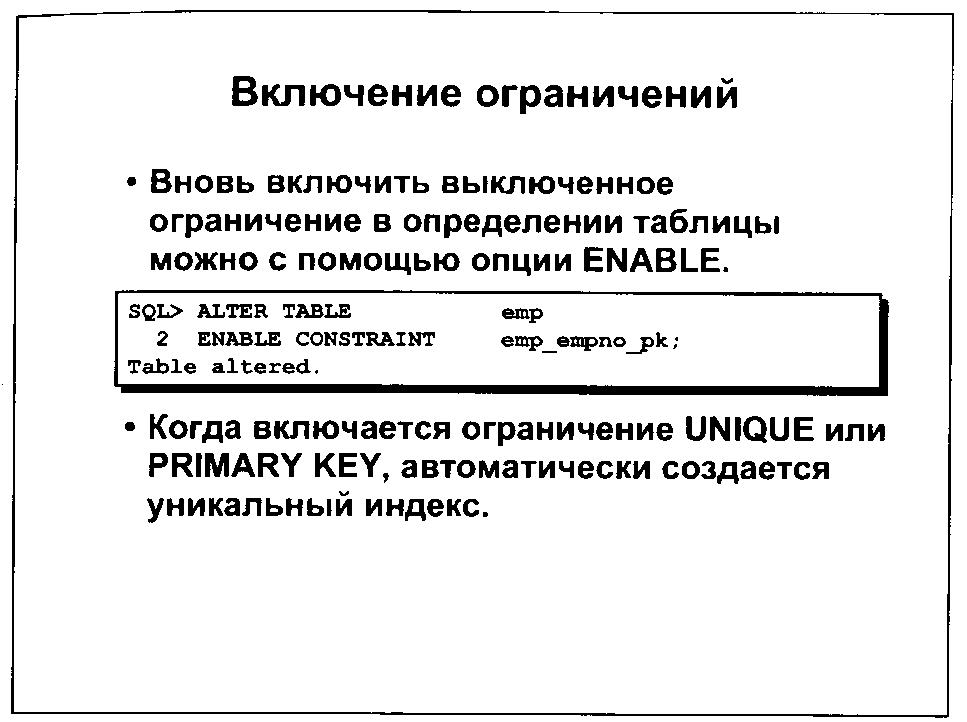 Включение ограничений
• Вновь включить выключенное
ограничение в определении таблицы
можно с помощью опции ENABLE.
SQL> ALTER TABLE emp
2 ENABLE CONSTRAINT emp_empno_pk;
Table altered.
• Когда включается ограничение UNIQUE или
PRIMARY KEY, автоматически создается
уникальный индекс.